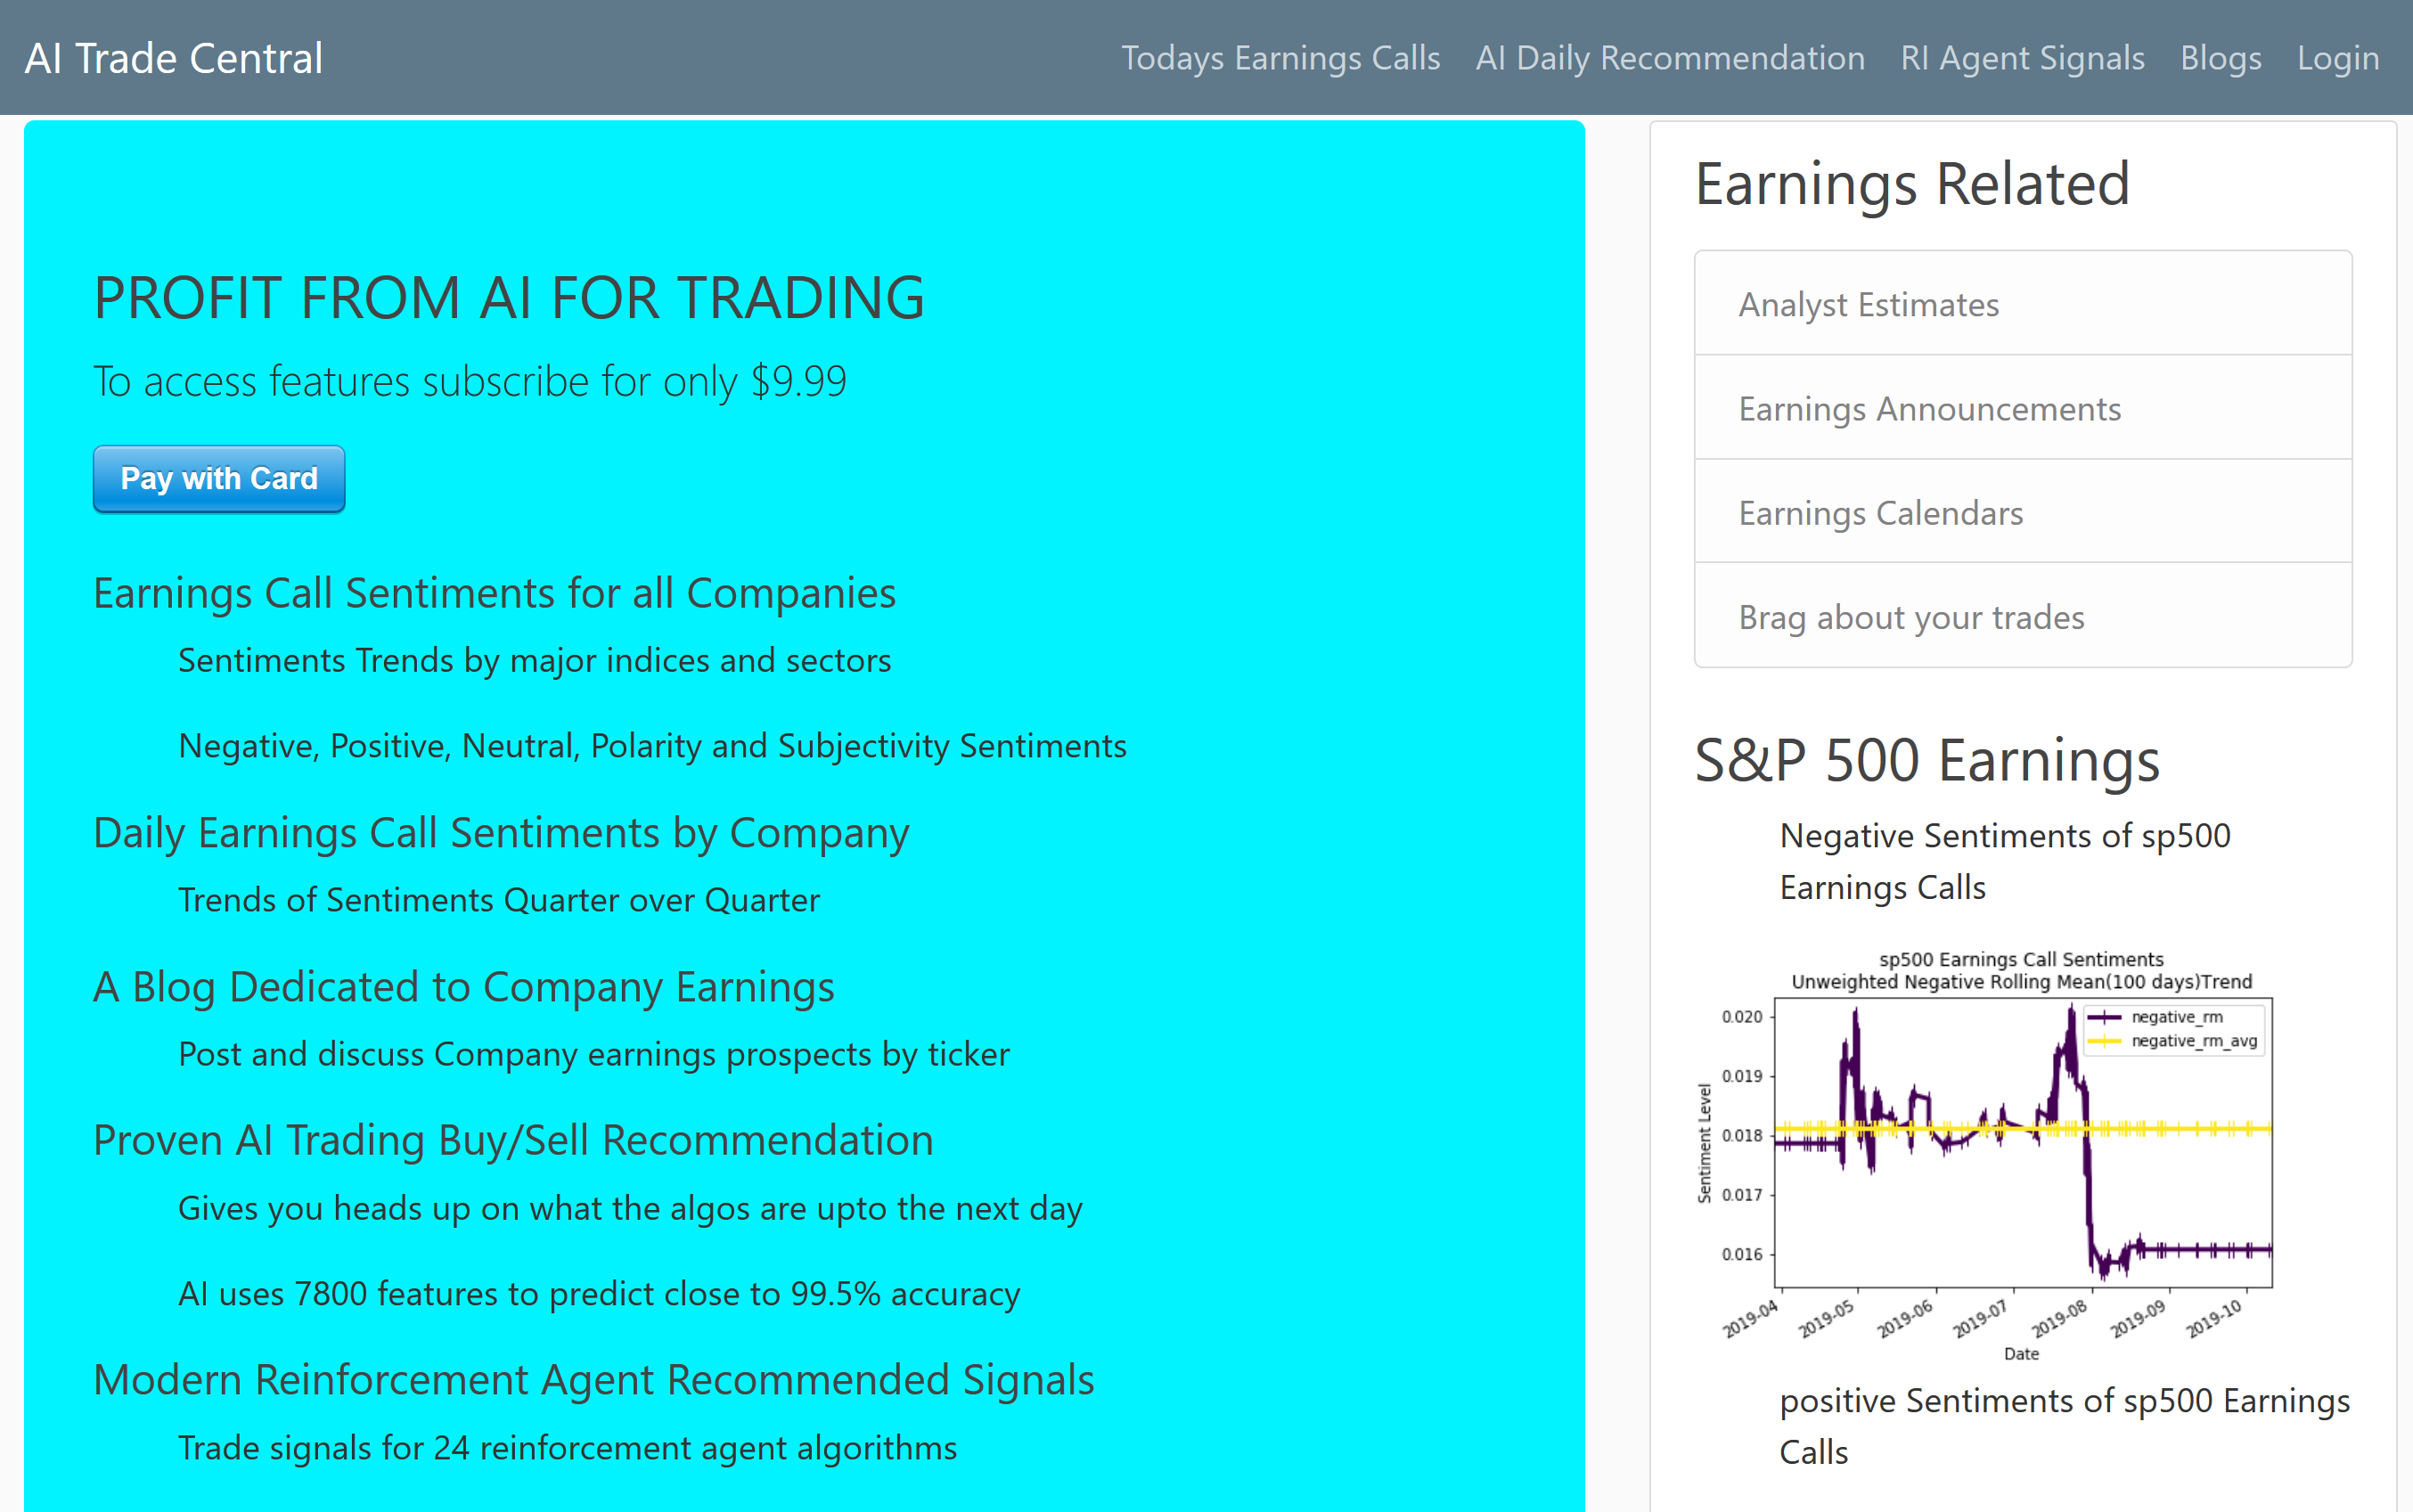 AI Trade Central
Todays Earnings Calls
AI Daily Recommendation
RI Agent Signals
Blogs
Login
PROFIT FROM AI FOR TRADING
To access features subscribe for only $9.99
Pay with Card
Earnings Call Sentiments for all Companies
Sentiments Trends by major indices and sectors
Negative, Positive, Neutral, Polarity and Subjectivity Sentiments
Daily Earnings Call Sentiments by Company
Trends of Sentiments Quarter over Quarter
A Blog Dedicated to Company Earnings
Post and discuss Company earnings prospects by ticker
Proven AI Trading Buy/Sell Recommendation
Gives you heads up on what the algos are upto the next day
AI uses 7800 features to predict close to 99.5% accuracy
Modern Reinforcement Agent Recommended Signals
Trade signals for 24 reinforcement agent algorithms
Earnings Related
Analyst Estimates
Earnings Announcements
Earnings Calendars
Brag about your trades
S&P 500 Earnings
Negative Sentiments of sp500
Earnings Calls
sp500 Earnings Call Sentiments
Unweighted Negative Rolling Mean(100 days)Trend
negative_rm
negative_rm_avg
Sentiment Level
0.020
0.019
0.018
0.017
0.016
2019-04
2019-05
2019-06
2019-07
2019-08
2019-09
2019-10
Date
positive Sentiments of sp500 Earnings
Calls